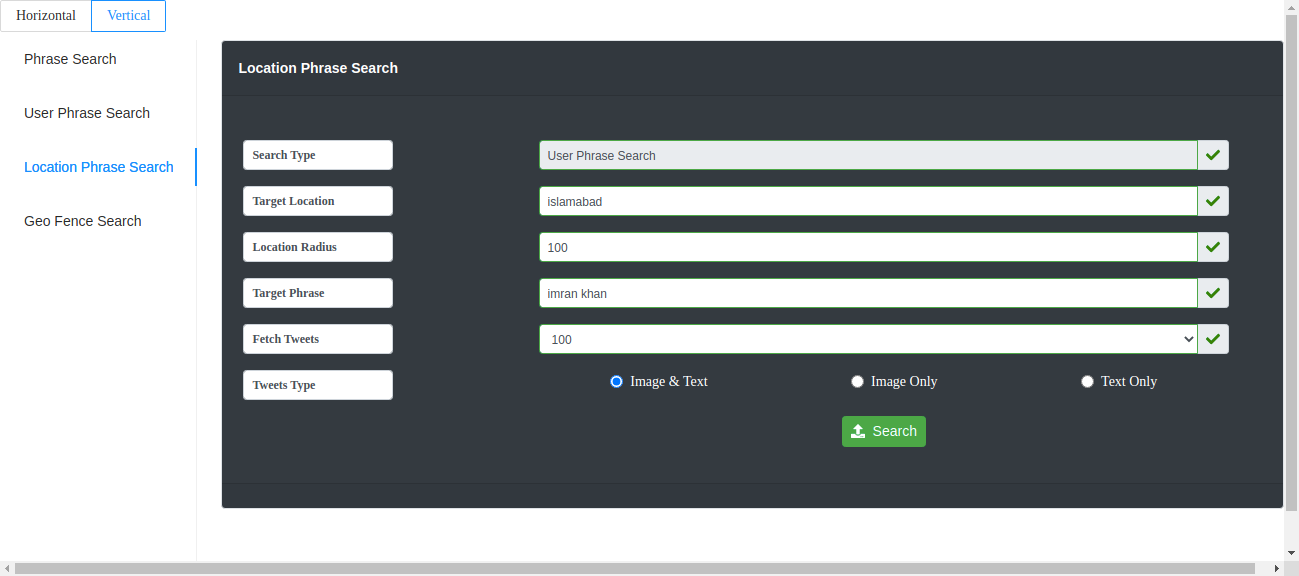 Horizontal Vertical
Phrase Search
User Phrase Search
Location Phrase Search
Geo Fence Search
Location Phrase Search
Search Type User Phrase Search
Target Location islamabad
Location Radius 100
Target Phrase imran khan
Fetch Tweets 100
Tweets Type Image & Text Image Only Text Only
Search